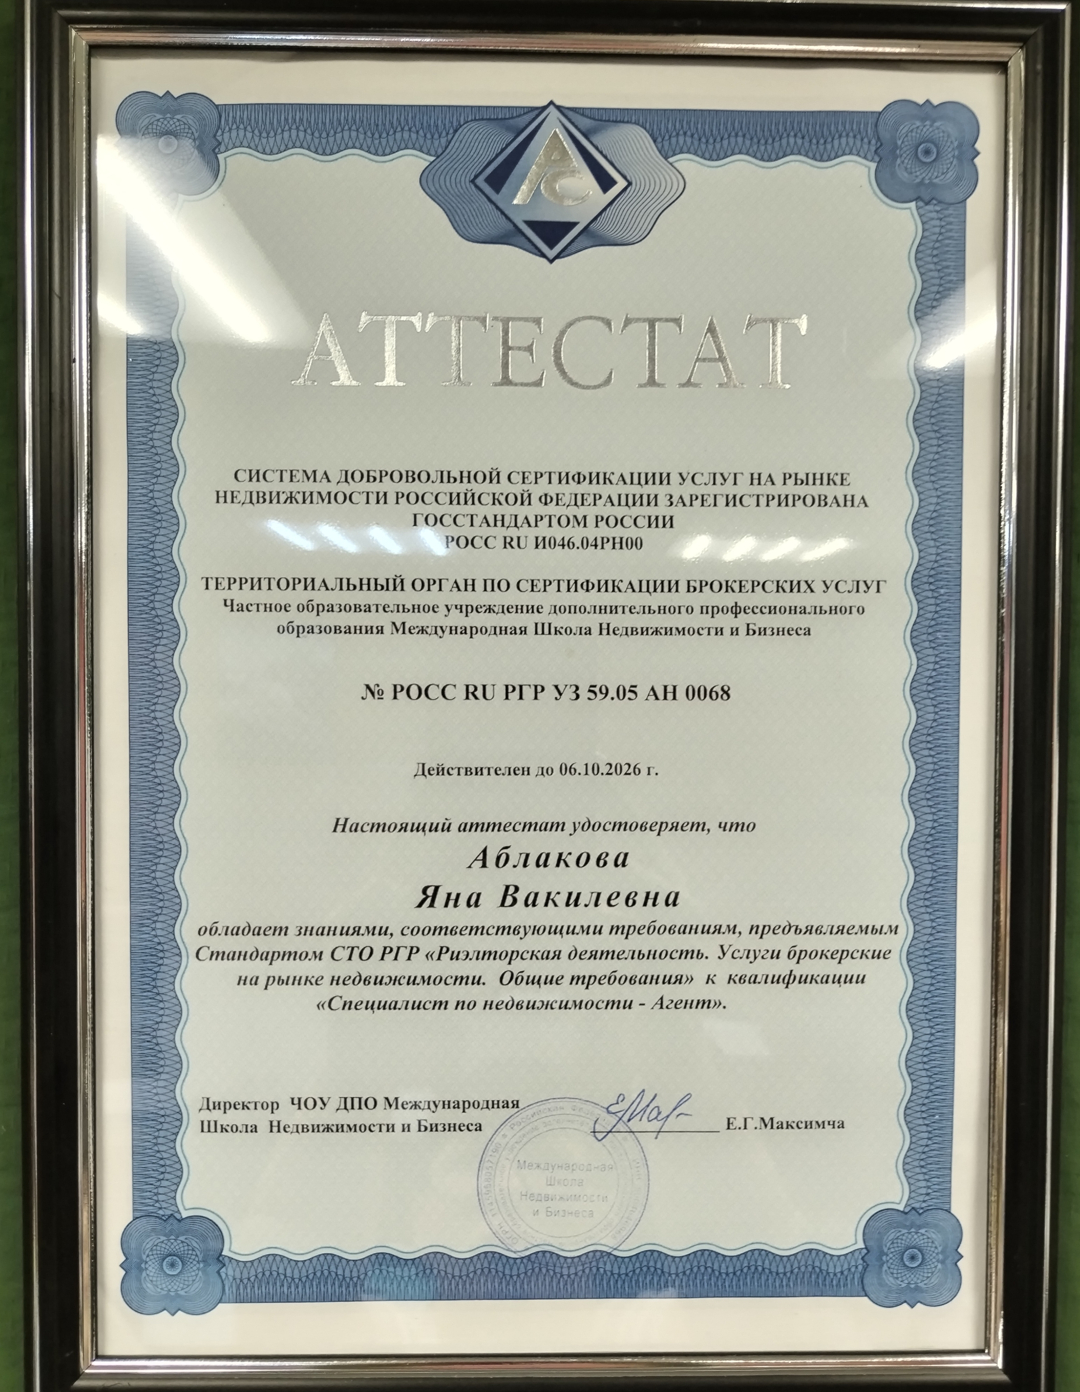 АС
АТТЕСТАТ
СИСТЕМА ДОБРОВОЛЬНОЙ СЕРТИФИКАЦИИ УСЛУГ НА РЫНКЕ
НЕДВИЖИМОСТИ РОССИЙСКОЙ ФЕДЕРАЦИИ ЗАРЕГИСТРИРОВАНА
ГОССТАНДАРТОМ РОССИИ
РОСС RU И046.04РН00
ТЕРРИТОРИАЛЬНЫЙ ОРГАН ПО СЕРТИФИКАЦИИ БРОКЕРСКИХ УСЛУГ
Частное образовательное учреждение дополнительного профессионального
образования Международная Школа Недвижимости и Бизнеса
№ РОСС RU РГР УЗ 59.05 АН 0068
Действителен до 06.10.2026 г.
Настоящий аттестат удостоверяет, что
Аблакова
Яна Вакилевна
обладает знаниями, соответствующими требованиям, предъявляемым
Стандартом СТО РГР «Риэлторская деятельность. Услуги брокерские
на рынке недвижимости. Общие требования» к квалификации
«Специалист по недвижимости - Агент».
Директор ЧОУ ДПО Международная
Школа Недвижимости и Бизнеса
Е.Г.Максимча
Международная
Школа
Недвижимости
и Бизнеса